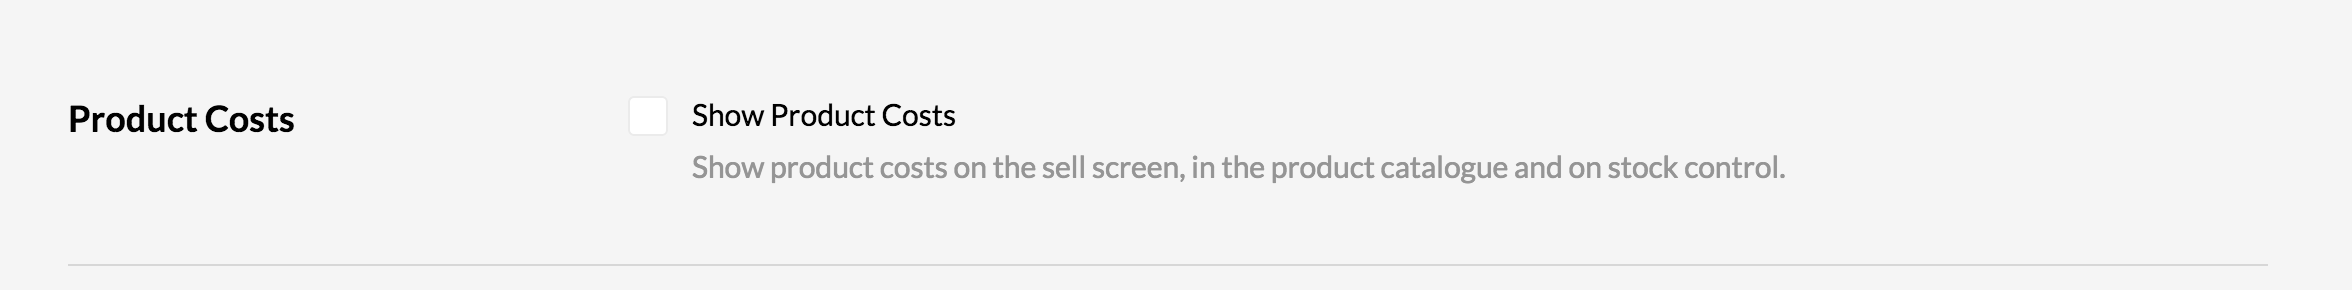 Product Costs
Show Product Costs
Show product costs on the sell screen, in the product catalogue and on stock control.